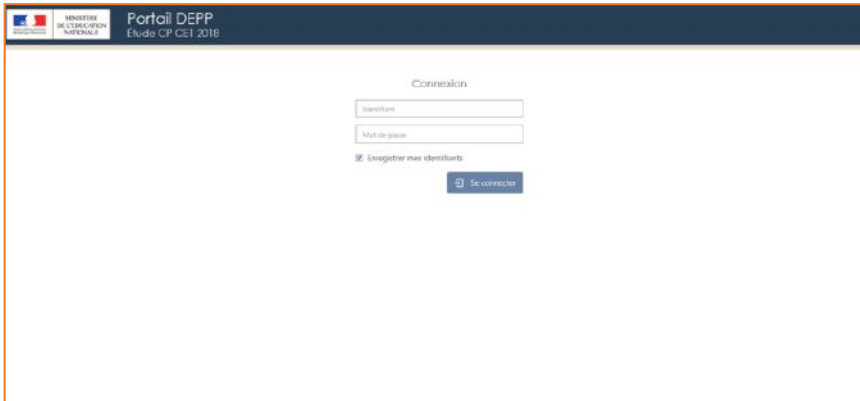 MINISTÈRE
DE L'ÉDUCATION
NATIONALE
Portail DEPP
Étude CP CE1 2018
Connexion
Identifiant
Mot de passe
Enregistrer mes identifiants
Se connecter